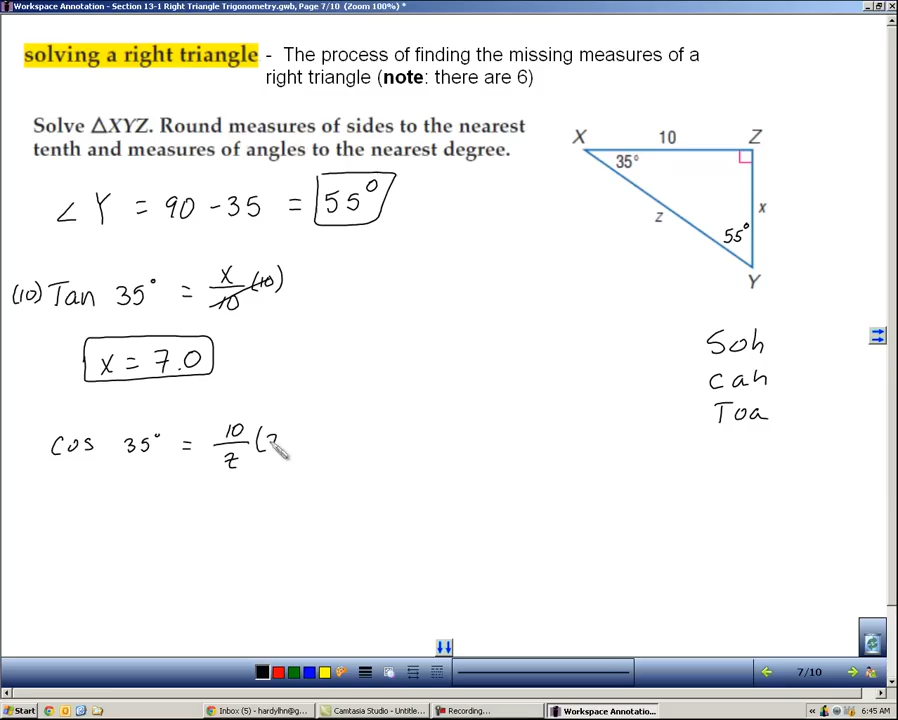 Workspace Annotation - Section 13-1 Right Triangle Trigonometry.gwb, Page 7/10 (Zoom 100%) *
solving a right triangle - The process of finding the missing measures of a
right triangle (note: there are 6)
Solve △XYZ. Round measures of sides to the nearest
tenth and measures of angles to the nearest degree.
X 10 Z
35°
z x
55°
Y
∠ Y = 90 - 35 = 55°
(10) Tan 35° = x/10 (10)
x = 7.0
Soh
cah
Toa
cos 35° = 10/z (z
7/10
Start
Inbox (5) - hardylhn@g...
Camtasia Studio - Untitle...
Recording...
Workspace Annotation...
6:45 AM